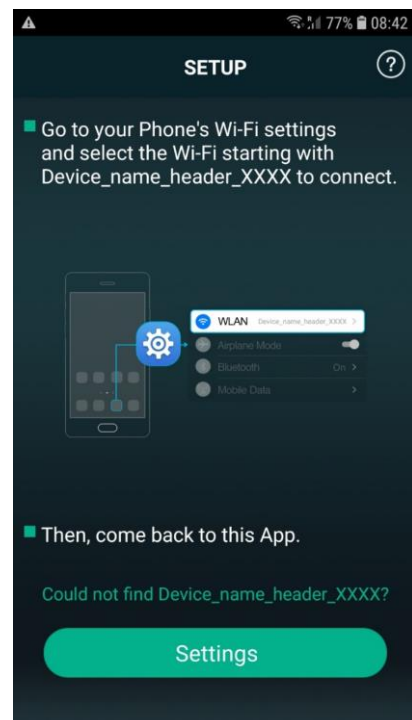 77% 08:42
SETUP
?
Go to your Phone's Wi-Fi settings
and select the Wi-Fi starting with
Device_name_header_XXXX to connect.
WLAN Device_name_header_XXXX >
Airplane Mode
Bluetooth On >
Mobile Data >
Then, come back to this App.
Could not find Device_name_header_XXXX?
Settings